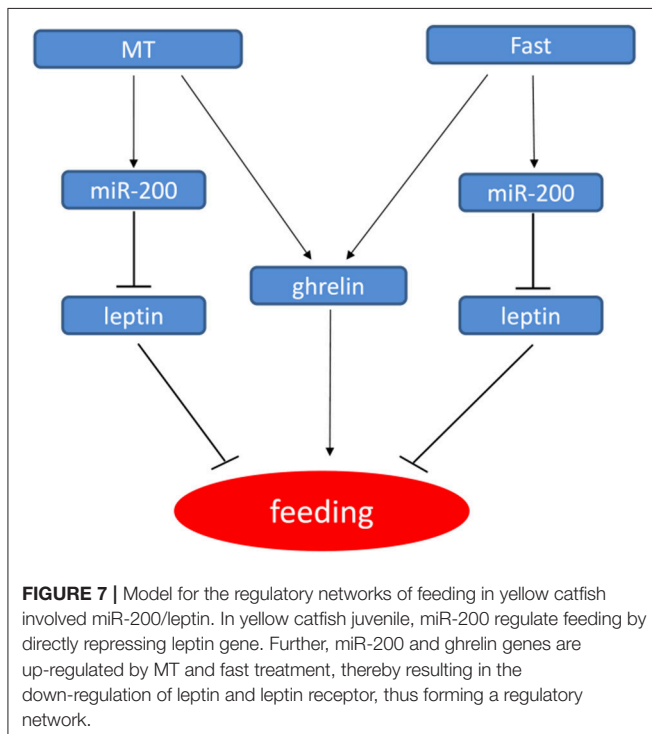 MT
Fast
miR-200
miR-200
ghrelin
leptin
leptin
feeding
FIGURE 7 | Model for the regulatory networks of feeding in yellow catfish
involved miR-200/leptin. In yellow catfish juvenile, miR-200 regulate feeding by
directly repressing leptin gene. Further, miR-200 and ghrelin genes are
up-regulated by MT and fast treatment, thereby resulting in the
down-regulation of leptin and leptin receptor, thus forming a regulatory
network.